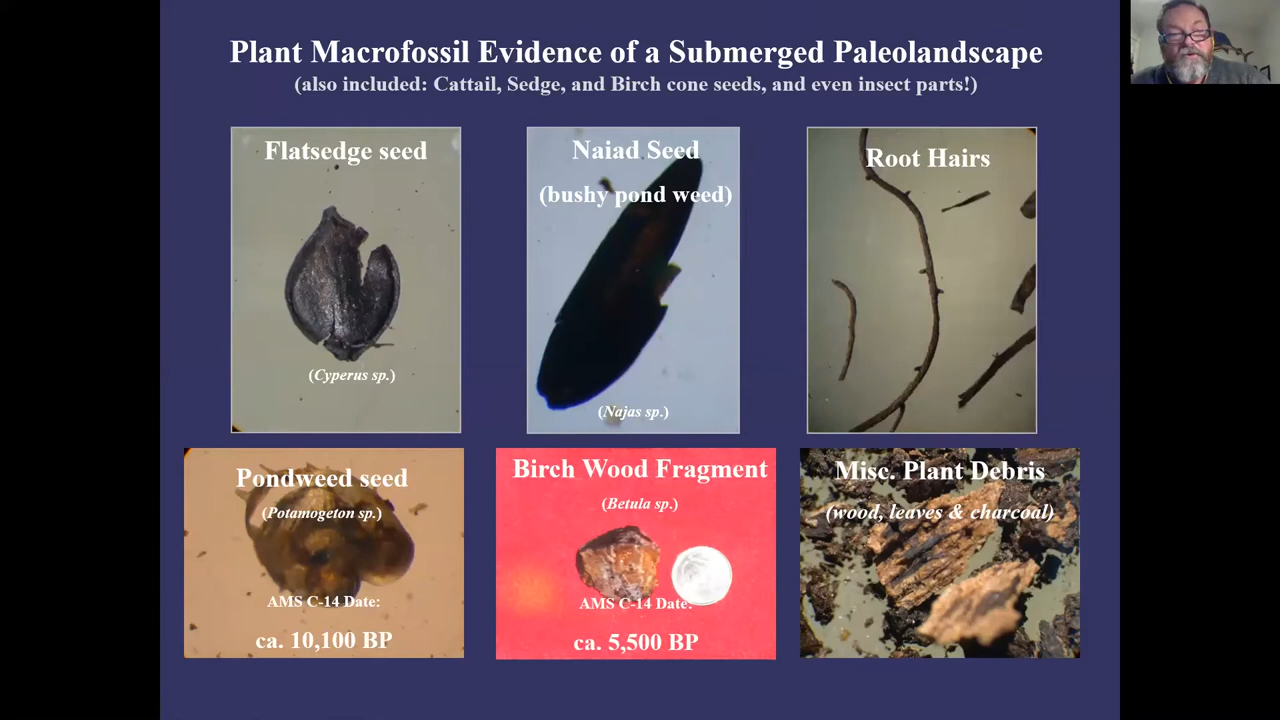 Plant Macrofossil Evidence of a Submerged Paleolandscape
(also included: Cattail, Sedge, and Birch cone seeds, and even insect parts!)
Flatsedge seed
(Cyperus sp.)
Naiad Seed
(bushy pond weed)
(Najas sp.)
Root Hairs
Pondweed seed
(Potamogeton sp.)
AMS C-14 Date:
ca. 10,100 BP
Birch Wood Fragment
(Betula sp.)
AMS C-14 Date:
ca. 5,500 BP
Misc. Plant Debris
(wood, leaves & charcoal)